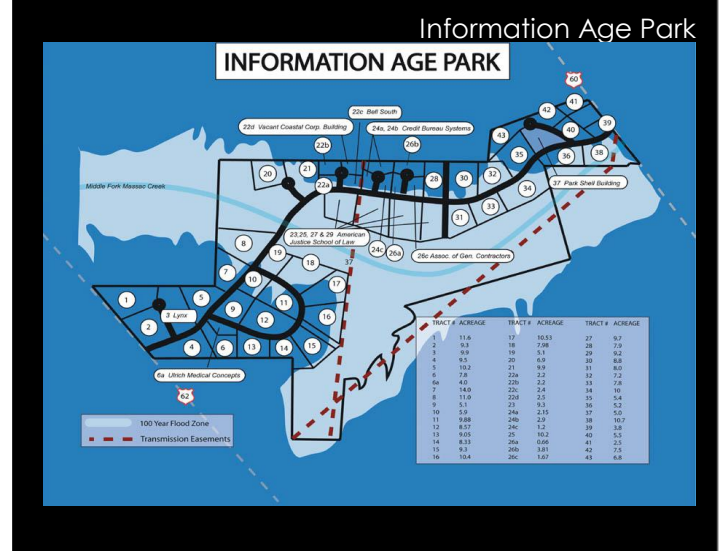 Information Age Park
INFORMATION AGE PARK
60
22c Bell South
22d Vacant Coastal Corp. Building
24a, 24b Credit Bureau Systems
22b
26b
42
41
39
43
40
20
21
22a
28
30
32
35
36
38
37 Park Shell Building
34
33
31
Middle Fork Massac Creek
23,25, 27 & 29 American
Justice School of Law
24c
26a
26c Assoc. of Gen. Contractors
8
19
18
37
7
10
17
1
5
11
9
12
16
3 Lynx
2
4
6
13
14
15
6a Ulrich Medical Concepts
62
100 Year Flood Zone
Transmission Easements
TRACT # ACREAGE TRACT # ACREAGE TRACT # ACREAGE
1 11.6 17 10.53 27 9.7
2 9.3 18 7.98 28 7.9
3 9.9 19 5.1 29 9.2
4 9.5 20 6.9 30 8.8
5 10.2 21 9.9 31 8.0
6 7.8 22a 2.2 32 7.2
6a 4.0 22b 2.2 33 7.8
7 14.0 22c 2.4 34 10
8 11.0 22d 2.5 35 5.4
9 5.1 23 9.3 36 5.2
10 5.9 24a 2.15 37 5.0
11 9.88 24b 2.9 38 10.7
12 8.57 24c 1.2 39 3.8
13 9.05 25 10.2 40 5.5
14 8.33 26a 0.66 41 2.5
15 9.3 26b 3.81 42 7.5
16 10.4 26c 1.67 43 6.8